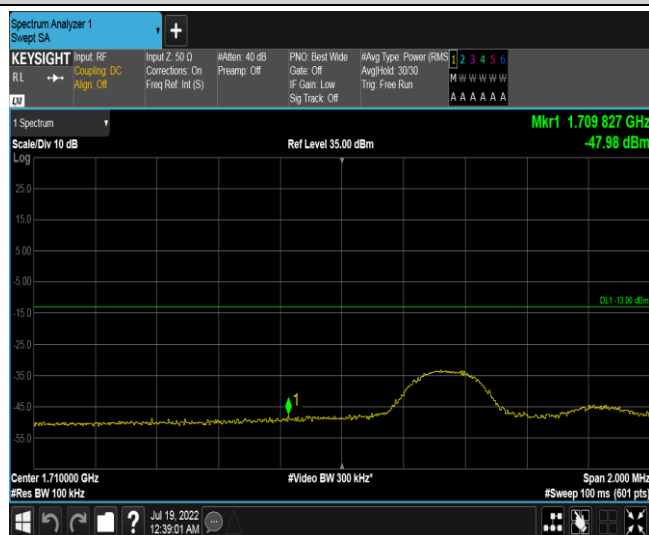 Spectrum Analyzer 1
Swept SA
+
KEYSIGHT Input: RF
RL
Coupling: DC
Align: Off
LXI
Input Z: 50 Ω
Corrections: On
Freq Ref: Int (S)
#Atten: 40 dB
Preamp: Off
PNO: Best Wide
Gate: Off
IF Gain: Low
Sig Track: Off
#Avg Type: Power (RMS
Avg|Hold: 30/30
Trig: Free Run
1 2 3 4 5 6
M W W W W W
A A A A A A
1 Spectrum
Mkr1 1.709 827 GHz
Scale/Div 10 dB
Ref Level 35.00 dBm
-47.98 dBm
Log
25.0
15.0
5.00
-5.00
DL1 -13.00 dBm
-15.0
-25.0
-35.0
1
-45.0
-55.0
Center 1.710000 GHz
#Video BW 300 kHz*
Span 2.000 MHz
#Res BW 100 kHz
#Sweep 100 ms (601 pts)
?
Jul 19, 2022
12:39:01 AM